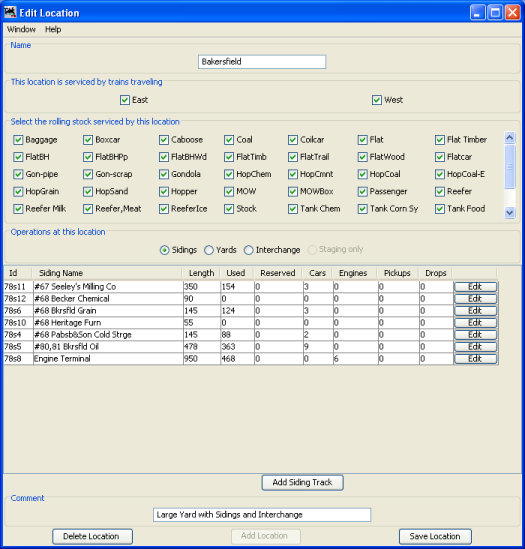 Edit Location
Window Help
Name
Bakersfield
This location is serviced by trains traveling
East West
Select the rolling stock serviced by this location
Baggage Boxcar Caboose Coal Coilcar Flat Flat Timber
FlatBH FlatBHPp FlatBHWd FlatTimb FlatTrail FlatWood Flatcar
Gon-pipe Gon-scrap Gondola HopChem HopCmnt HopCoal HopCoal-E
HopGrain HopSand Hopper MOW MOWBox Passenger Reefer
Reefer Milk Reefer,Meat ReeferIce Stock Tank Chem Tank Corn Sy Tank Food
Operations at this location
Sidings Yards Interchange Staging only
Id Siding Name Length Used Reserved Cars Engines Pickups Drops
78s11 #67 Seeley's Milling Co 350 154 0 3 0 0 0 Edit
78s12 #68 Becker Chemical 90 0 0 0 0 0 0 Edit
78s6 #68 Bkrsfld Grain 145 124 0 3 0 0 0 Edit
78s10 #68 Heritage Furn 55 0 0 0 0 0 0 Edit
78s4 #68 Pabsb&Son Cold Strge 145 88 0 2 0 0 0 Edit
78s5 #80,81 Bkrsfld Oil 478 363 0 9 0 0 0 Edit
78s8 Engine Terminal 950 468 0 0 6 0 0 Edit
Add Siding Track
Comment
Large Yard with Sidings and Interchange
Delete Location Add Location Save Location